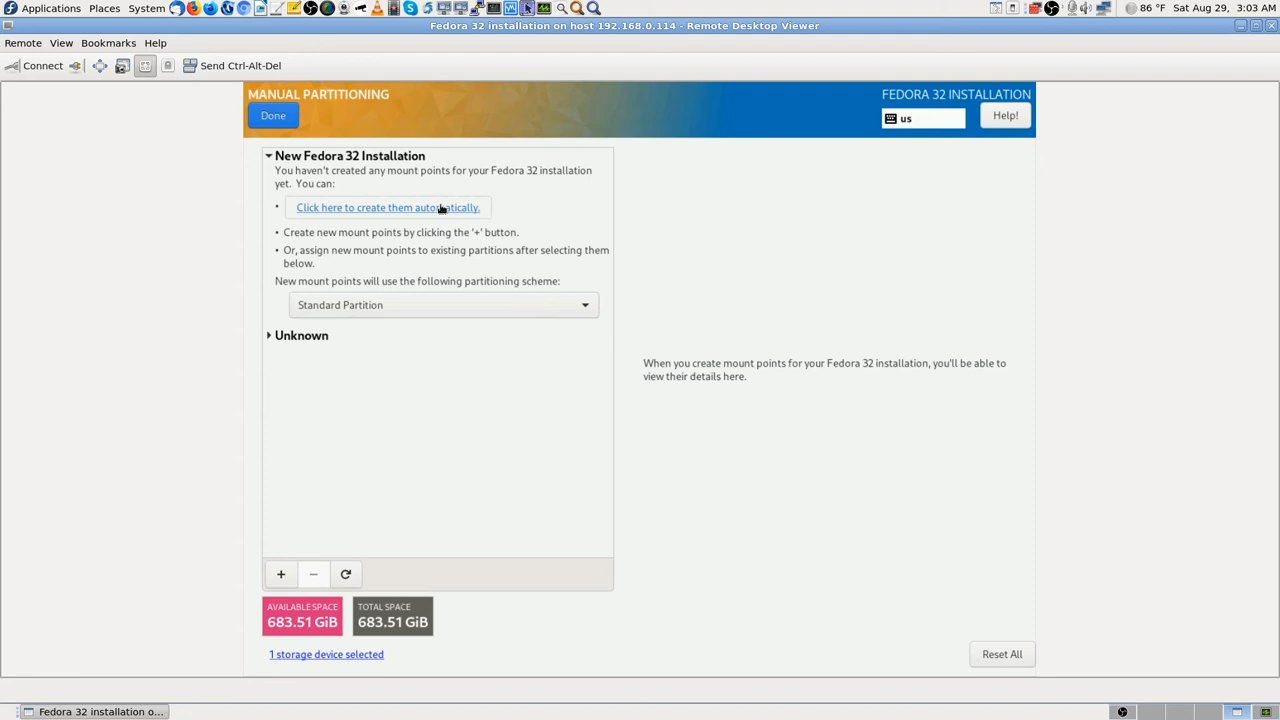 Applications Places System
86 °F Sat Aug 29, 3:03 AM
Fedora 32 installation on host 192.168.0.114 - Remote Desktop Viewer
Remote View Bookmarks Help
Connect Send Ctrl-Alt-Del
MANUAL PARTITIONING
FEDORA 32 INSTALLATION
Done
us
Help!
New Fedora 32 Installation
You haven't created any mount points for your Fedora 32 installation
yet. You can:
• Click here to create them automatically.
• Create new mount points by clicking the '+' button.
• Or, assign new mount points to existing partitions after selecting them
below.
New mount points will use the following partitioning scheme:
Standard Partition
Unknown
When you create mount points for your Fedora 32 installation, you'll be able to
view their details here.
+ −
AVAILABLE SPACE
683.51 GiB
TOTAL SPACE
683.51 GiB
1 storage device selected
Reset All
Fedora 32 installation o...